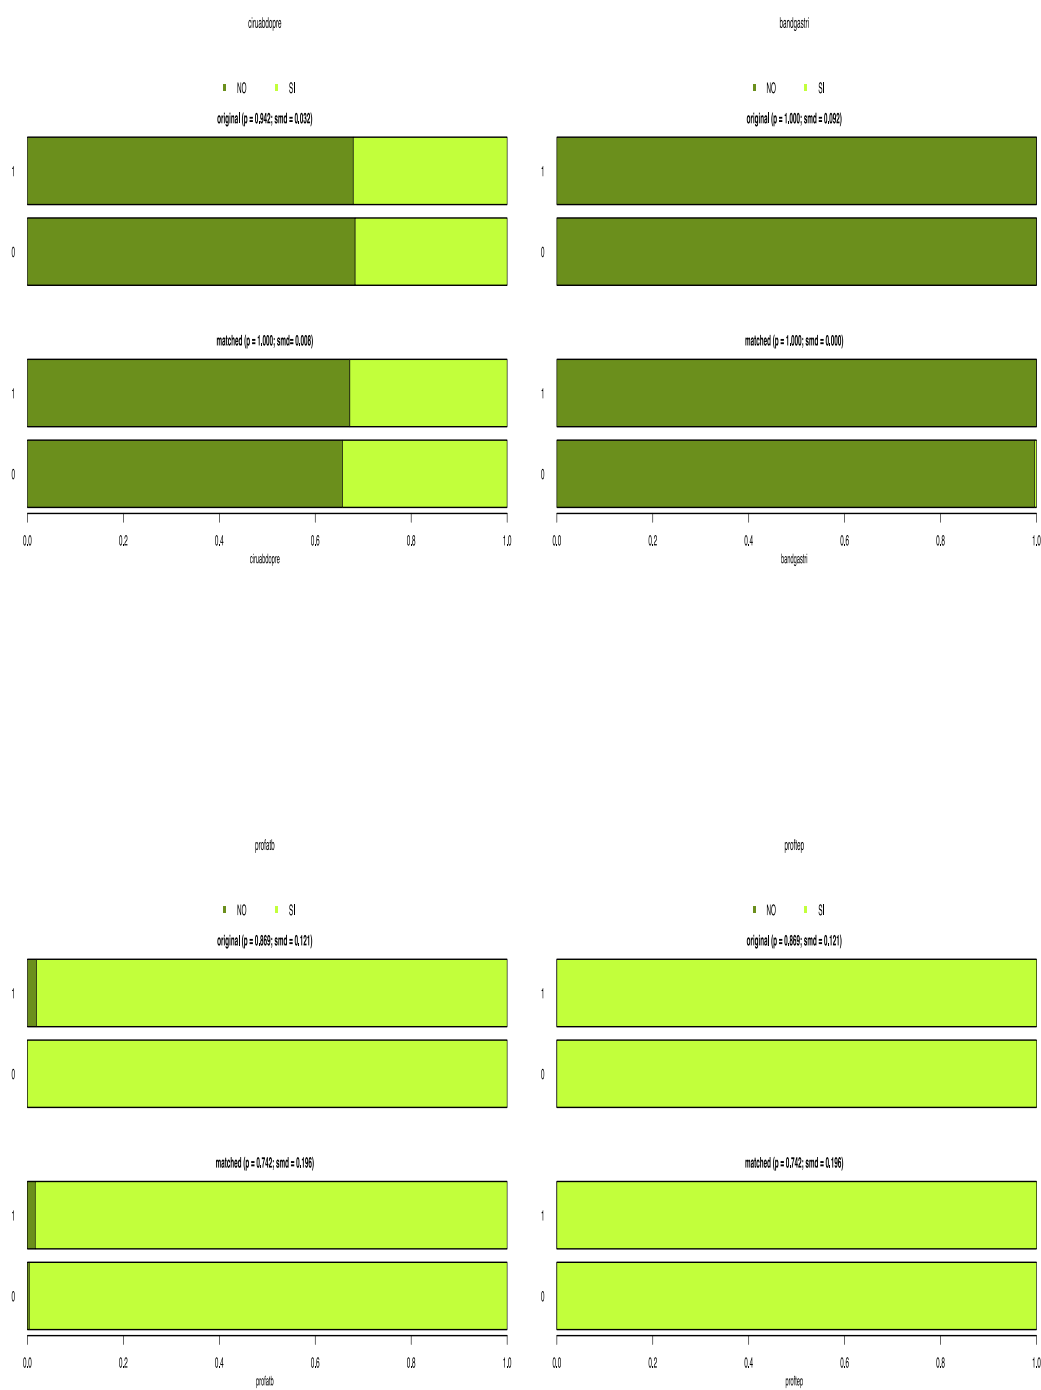 ciruabdopre
NO SI
original (p = 0.942; smd = 0.032)
1
0
matched (p = 1.000; smd= 0.008)
1
0
0.0 0.2 0.4 0.6 0.8 1.0
ciruabdopre
bandgastri
NO SI
original (p = 1.000; smd = 0.092)
1
0
matched (p = 1.000; smd = 0.000)
1
0
0.0 0.2 0.4 0.6 0.8 1.0
bandgastri
profatb
NO SI
original (p = 0.869; smd = 0.121)
1
0
matched (p = 0.742; smd = 0.196)
1
0
0.0 0.2 0.4 0.6 0.8 1.0
profatb
proftep
NO SI
original (p = 0.869; smd = 0.121)
1
0
matched (p = 0.742; smd = 0.196)
1
0
0.0 0.2 0.4 0.6 0.8 1.0
proftep